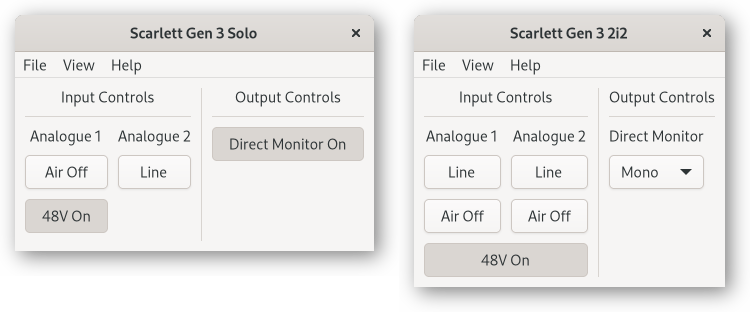 Scarlett Gen 3 Solo
File View Help
Input Controls
Output Controls
Analogue 1
Analogue 2
Direct Monitor On
Air Off
Line
48V On
Scarlett Gen 3 2i2
File View Help
Input Controls
Output Controls
Analogue 1
Analogue 2
Direct Monitor
Line
Line
Mono
Air Off
Air Off
48V On